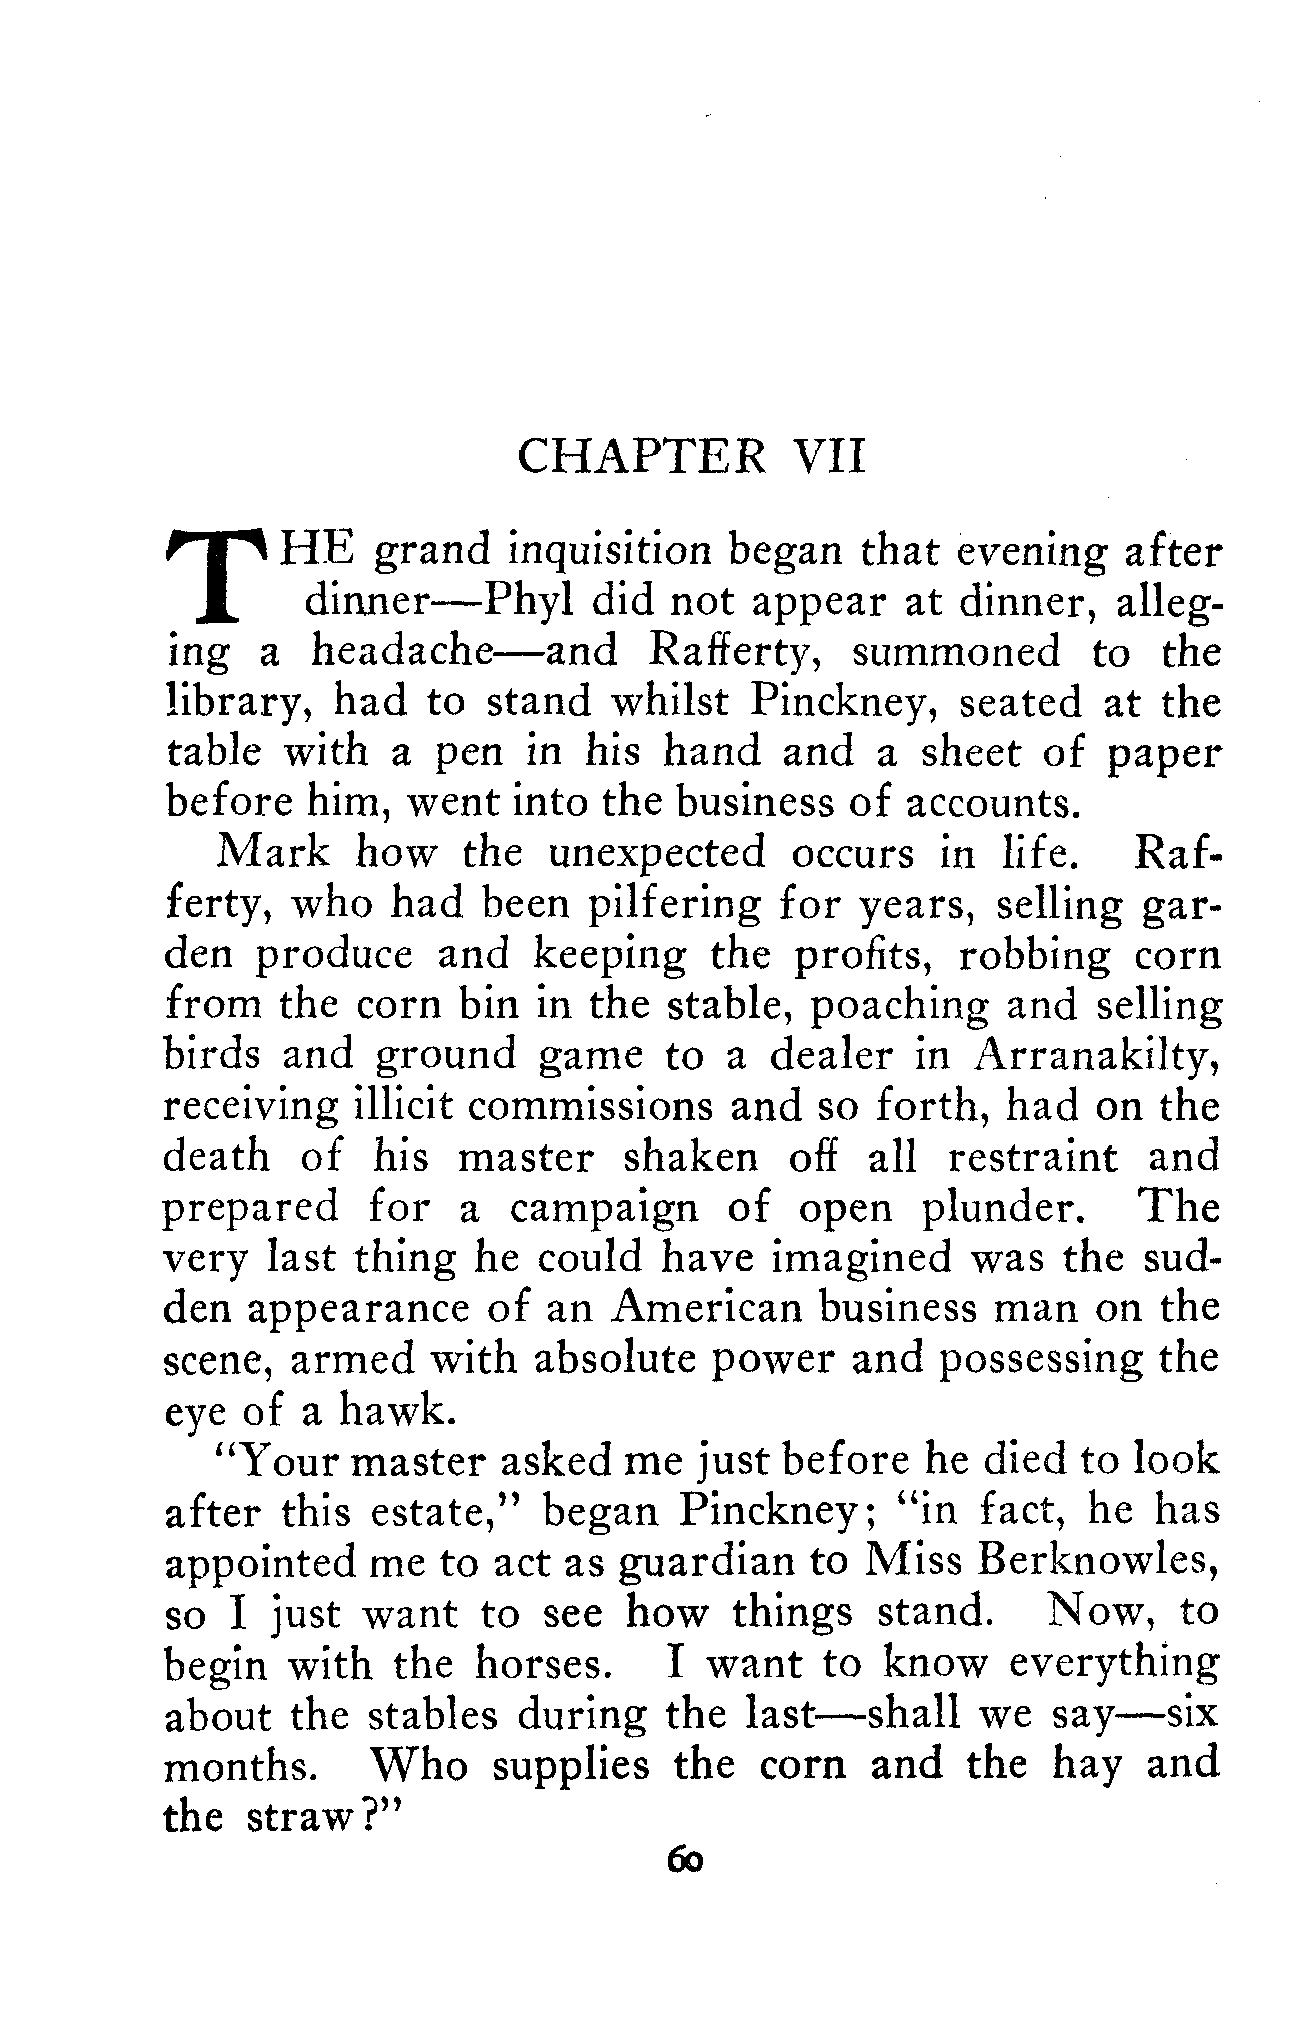 CHAPTER VII
THE grand inquisition began that evening after
dinner—Phyl did not appear at dinner, alleg-
ing a headache—and Rafferty, summoned to the
library, had to stand whilst Pinckney, seated at the
table with a pen in his hand and a sheet of paper
before him, went into the business of accounts.
Mark how the unexpected occurs in life. Raf-
ferty, who had been pilfering for years, selling gar-
den produce and keeping the profits, robbing corn
from the corn bin in the stable, poaching and selling
birds and ground game to a dealer in Arranakilty,
receiving illicit commissions and so forth, had on the
death of his master shaken off all restraint and
prepared for a campaign of open plunder. The
very last thing he could have imagined was the sud-
den appearance of an American business man on the
scene, armed with absolute power and possessing the
eye of a hawk.
“Your master asked me just before he died to look
after this estate,” began Pinckney; “in fact, he has
appointed me to act as guardian to Miss Berknowles,
so I just want to see how things stand. Now, to
begin with the horses. I want to know everything
about the stables during the last—shall we say—six
months. Who supplies the corn and the hay and
the straw?”
60